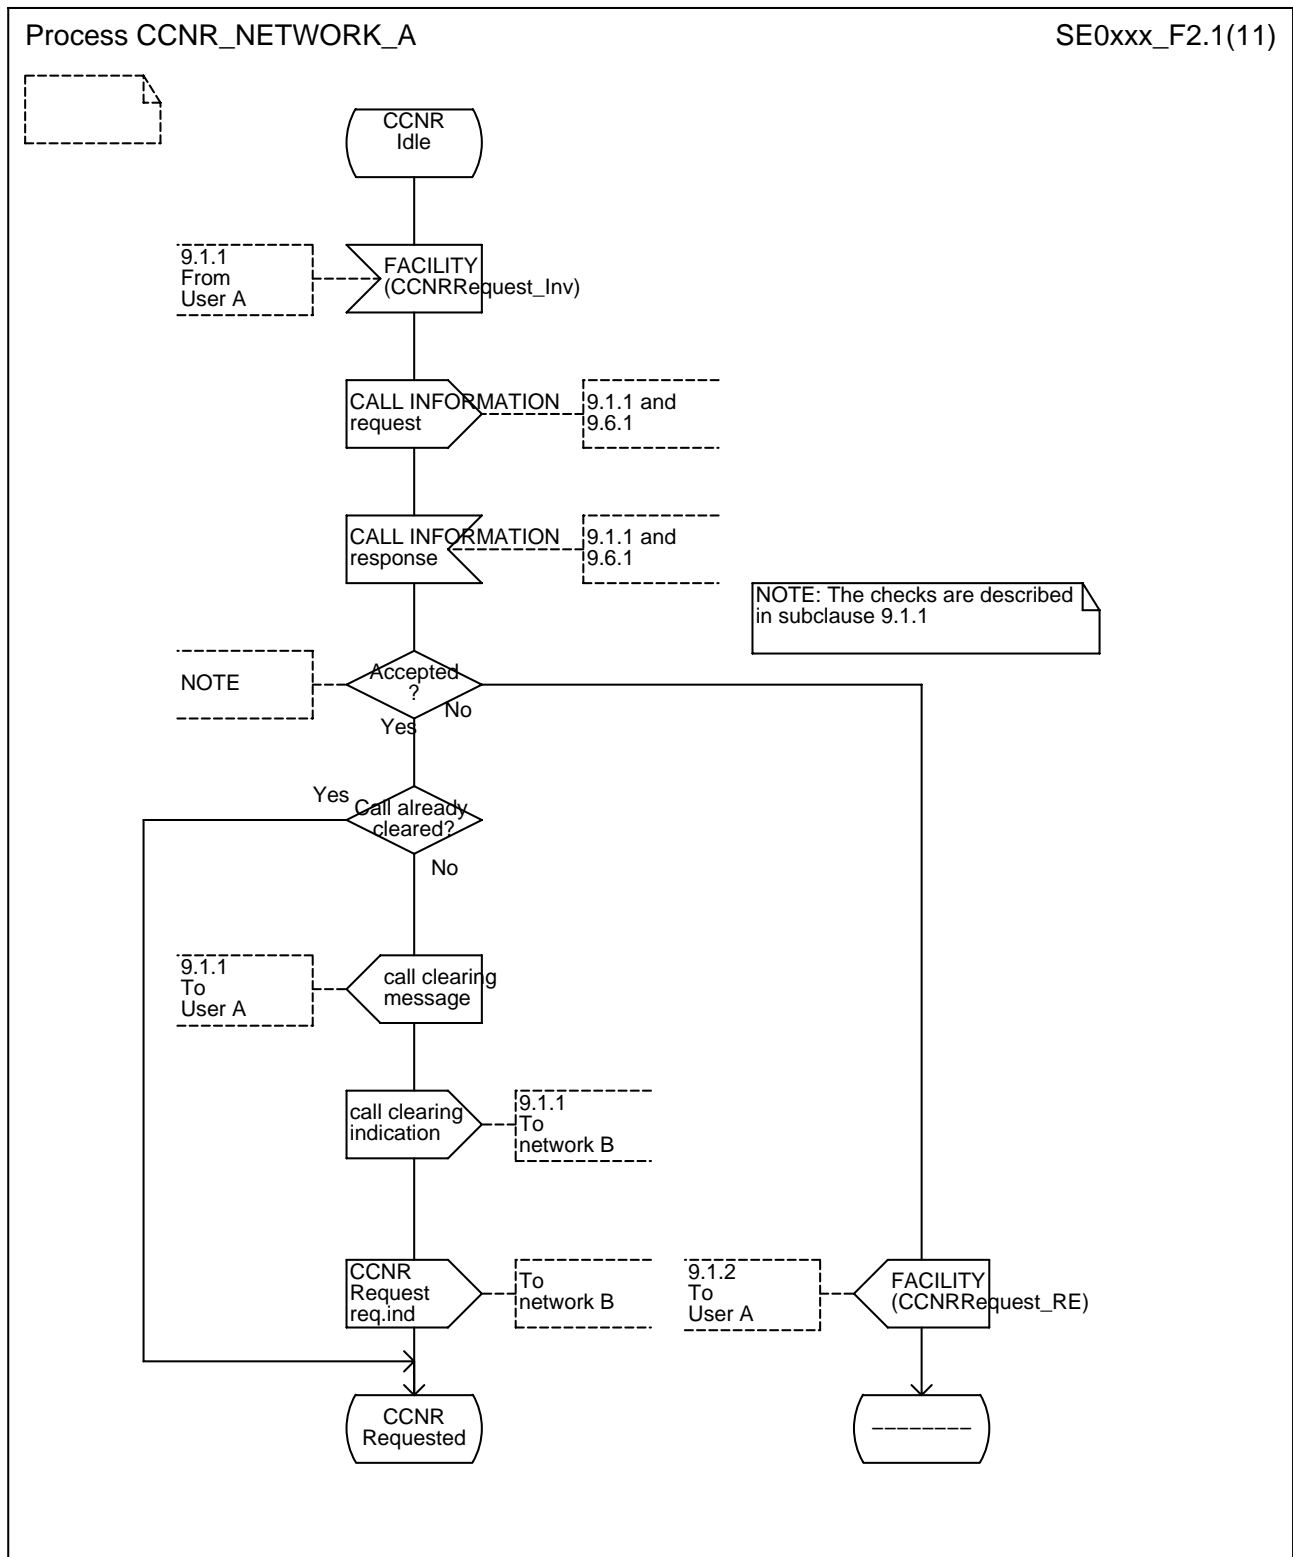 Process CCNR_NETWORK_A
SE0xxx_F2.1(11)
CCNR
Idle
9.1.1
From
User A
FACILITY
(CCNRRequest_Inv)
CALL INFORMATION
request
9.1.1 and
9.6.1
CALL INFORMATION
response
9.1.1 and
9.6.1
NOTE: The checks are described
in subclause 9.1.1
NOTE
Accepted
?
No
Yes
Yes
Call already
cleared?
No
9.1.1
To
User A
call clearing
message
call clearing
indication
9.1.1
To
network B
CCNR
Request
req.ind
To
network B
9.1.2
To
User A
FACILITY
(CCNRRequest_RE)
CCNR
Requested
--------